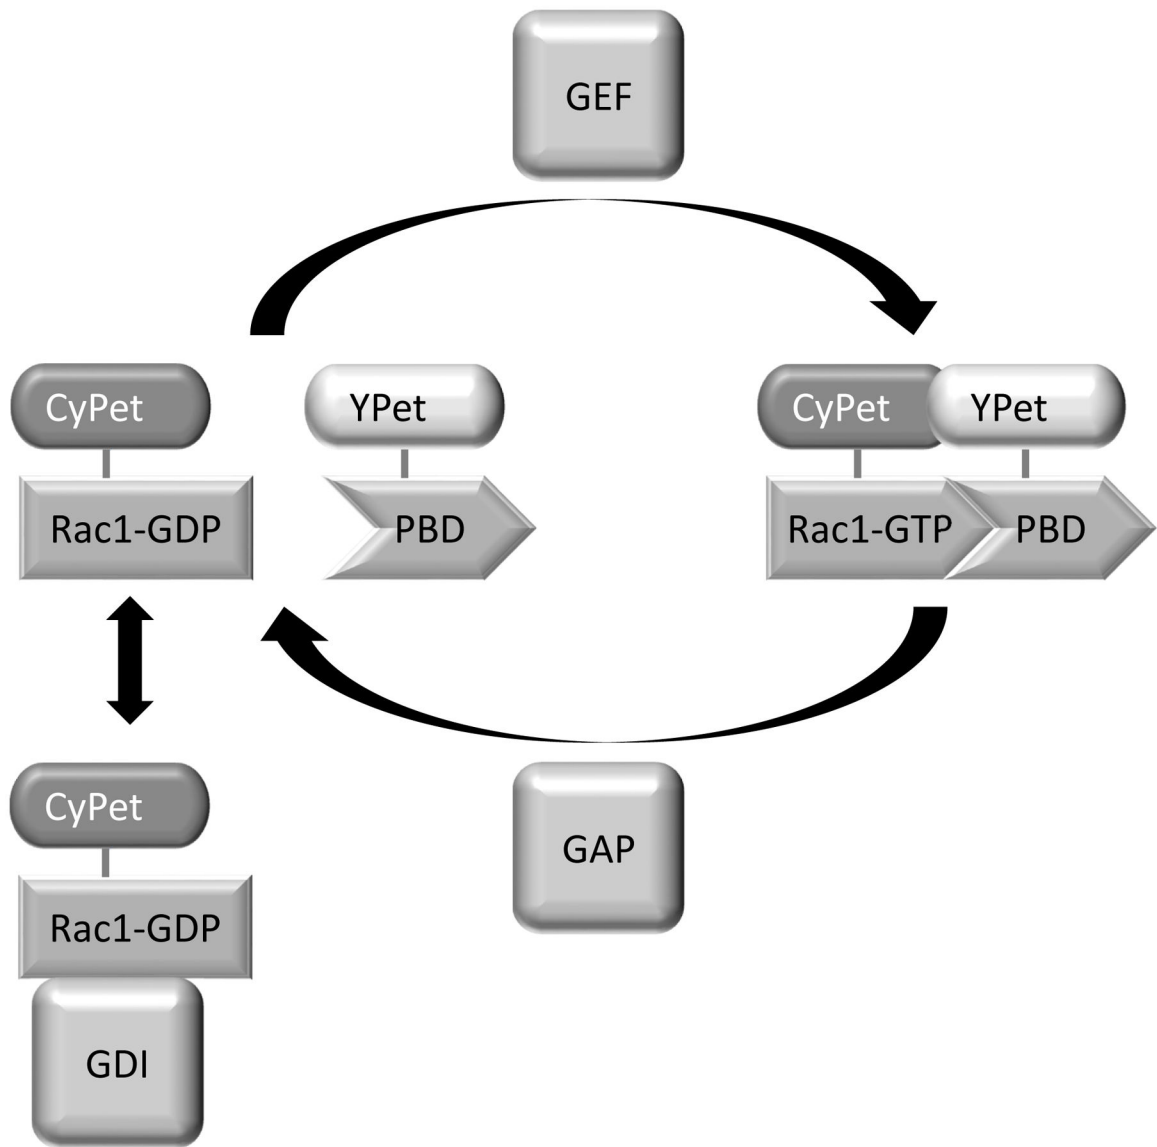 GEF
CyPet
YPet
CyPet
YPet
Rac1-GDP
PBD
Rac1-GTP
PBD
CyPet
GAP
Rac1-GDP
GDI